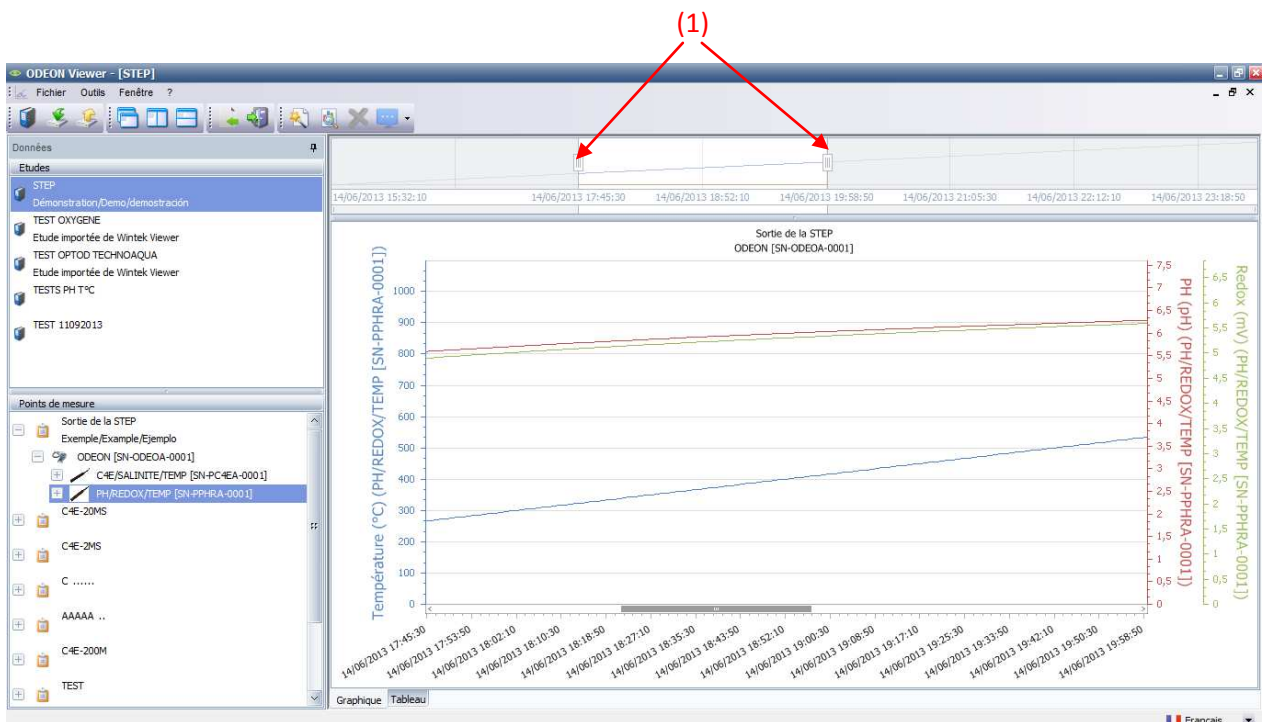 (1)
ODEON Viewer - [STEP]
Fichier Outils Fenêtre ?
Données
Etudes
STEP
Démonstration/Demo/demostración
TEST OXYGENE
Etude importée de Wintek Viewer
TEST OPTOD TECHNOAQUA
Etude importée de Wintek Viewer
TESTS PH T°C
TEST 11092013
Points de mesure
Sortie de la STEP
Exemple/Example/Ejemplo
ODEON [SN-ODEOA-0001]
C4E/SALINITE/TEMP [SN-PC4EA-0001]
PH/REDOX/TEMP [SN-PPHRA-0001]
C4E-20MS
C4E-2MS
C ......
AAAAA ..
C4E-200M
TEST
14/06/2013 15:32:10 14/06/2013 17:45:30 14/06/2013 18:52:10 14/06/2013 19:58:50 14/06/2013 21:05:30 14/06/2013 22:12:10 14/06/2013 23:18:50
Sortie de la STEP
ODEON [SN-ODEOA-0001]
Température (°C) (PH/REDOX/TEMP [SN-PPHRA-0001])
1000
900
800
700
600
500
400
300
200
100
0
7,5
7
6,5
6
5,5
5
4,5
4
3,5
3
2,5
2
1,5
1
0,5
0
PH (pH) (PH/REDOX/TEMP [SN-PPHRA-0001])
6,5
6
5,5
5
4
3,5
3
2,5
2
1,5
1
0,5
0
Redox (mV) (PH/REDOX/TEMP [SN-PPHRA-0001])
14/06/2013 17:45:30
14/06/2013 17:53:50
14/06/2013 18:02:10
14/06/2013 18:10:30
14/06/2013 18:18:50
14/06/2013 18:27:10
14/06/2013 18:35:30
14/06/2013 18:43:50
14/06/2013 18:52:10
14/06/2013 19:00:30
14/06/2013 19:08:50
14/06/2013 19:17:10
14/06/2013 19:25:30
14/06/2013 19:33:50
14/06/2013 19:42:10
14/06/2013 19:50:30
14/06/2013 19:58:50
Graphique Tableau
Français